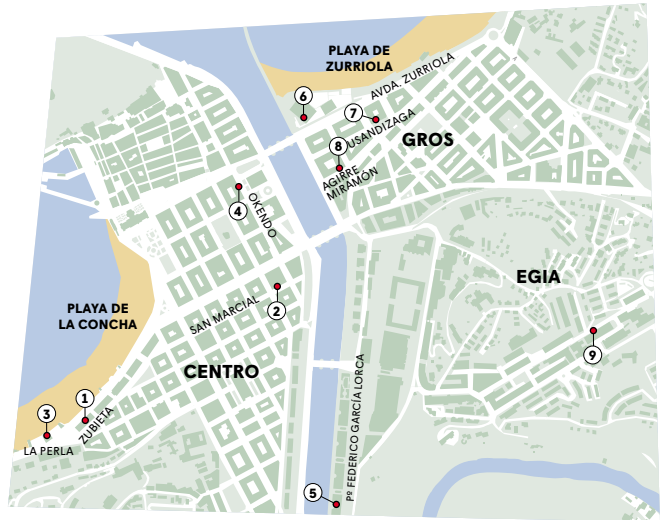 PLAYA DE
ZURRIOLA
AVDA. ZURRIOLA
6
7
USANDIZAGA
GROS
8
AGIRRE
MIRAMÓN
4
OKENDO
EGIA
PLAYA DE
LA CONCHA
SAN MARCIAL
2
9
CENTRO
Pº FEDERICO GARCÍA LORCA
1
3
ZUBIETA
LA PERLA
5